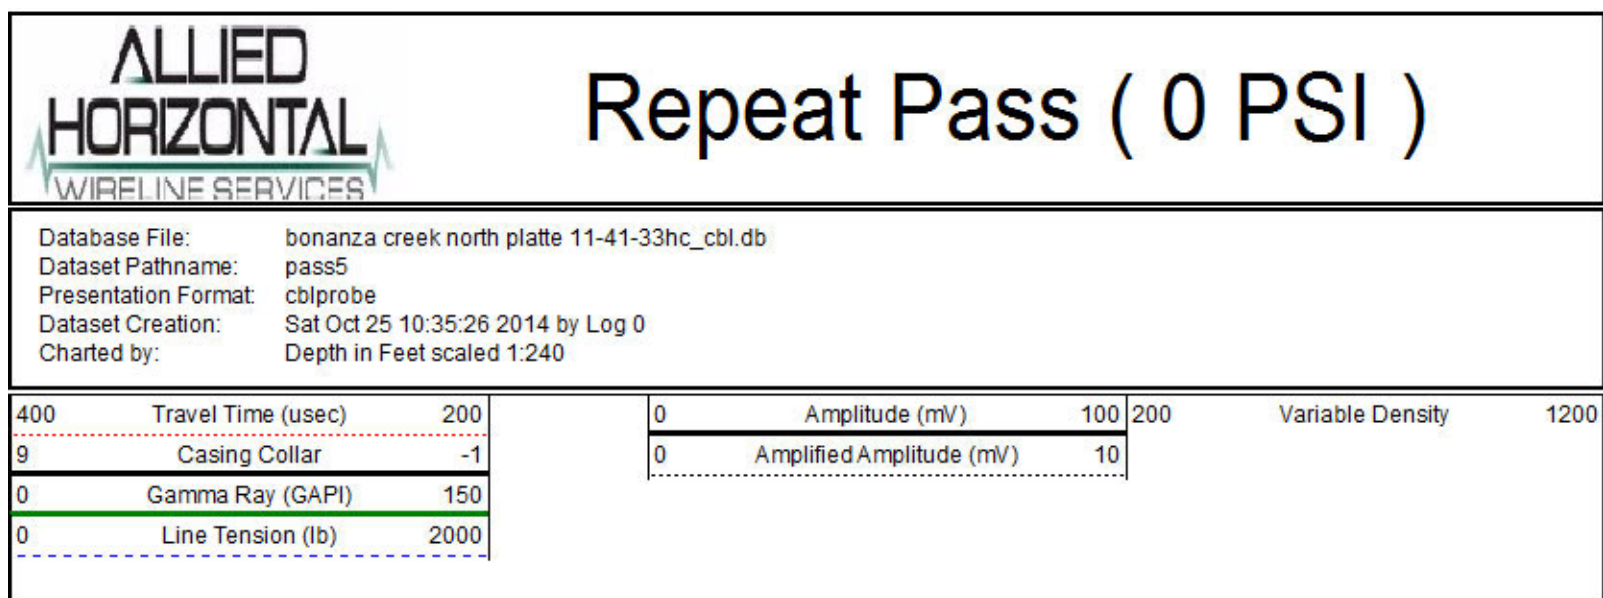 ALLIED
HORIZONTAL
WIRELINE SERVICES
Repeat Pass ( 0 PSI )
Database File: bonanza creek north platte 11-41-33hc_cbl.db
Dataset Pathname: pass5
Presentation Format: cblprobe
Dataset Creation: Sat Oct 25 10:35:26 2014 by Log 0
Charted by: Depth in Feet scaled 1:240
400 Travel Time (usec) 200
9 Casing Collar -1
0 Gamma Ray (GAPI) 150
0 Line Tension (lb) 2000
0 Amplitude (mV) 100
0 Amplified Amplitude (mV) 10
200 Variable Density 1200